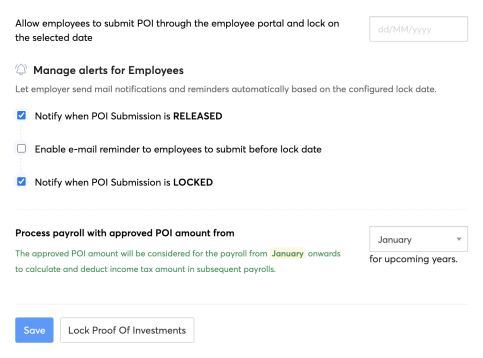 Allow employees to submit POI through the employee portal and lock on
the selected date
dd/MM/yyyy
Manage alerts for Employees
Let employer send mail notifications and reminders automatically based on the configured lock date.
Notify when POI Submission is RELEASED
Enable e-mail reminder to employees to submit before lock date
Notify when POI Submission is LOCKED
Process payroll with approved POI amount from
January
The approved POI amount will be considered for the payroll from January onwards
for upcoming years.
to calculate and deduct income tax amount in subsequent payrolls.
Save
Lock Proof Of Investments